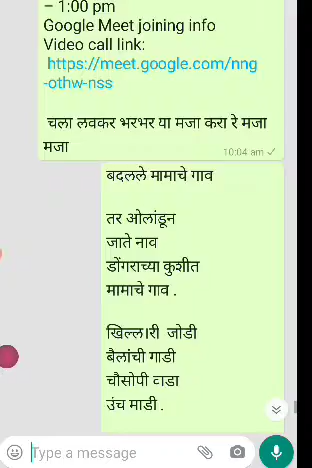 – 1:00 pm
Google Meet joining info
Video call link:
https://meet.google.com/nng
-othw-nss
चला लवकर भरभर या मजा करा रे मजा
मजा
10:04 am
बदलले मामाचे गाव
तर ओलांडून
जाते नाव
डोंगराच्या कुशीत
मामाचे गाव .
खिल्ल।री जोडी
बैलांची गाडी
चौसोपी वाडा
उंच माडी .
Type a message